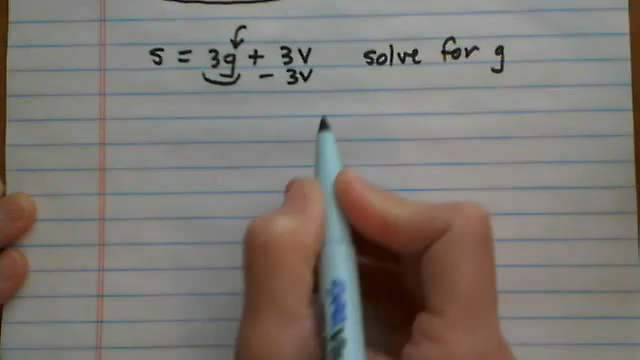 s = 3g + 3v solve for g
- 3v